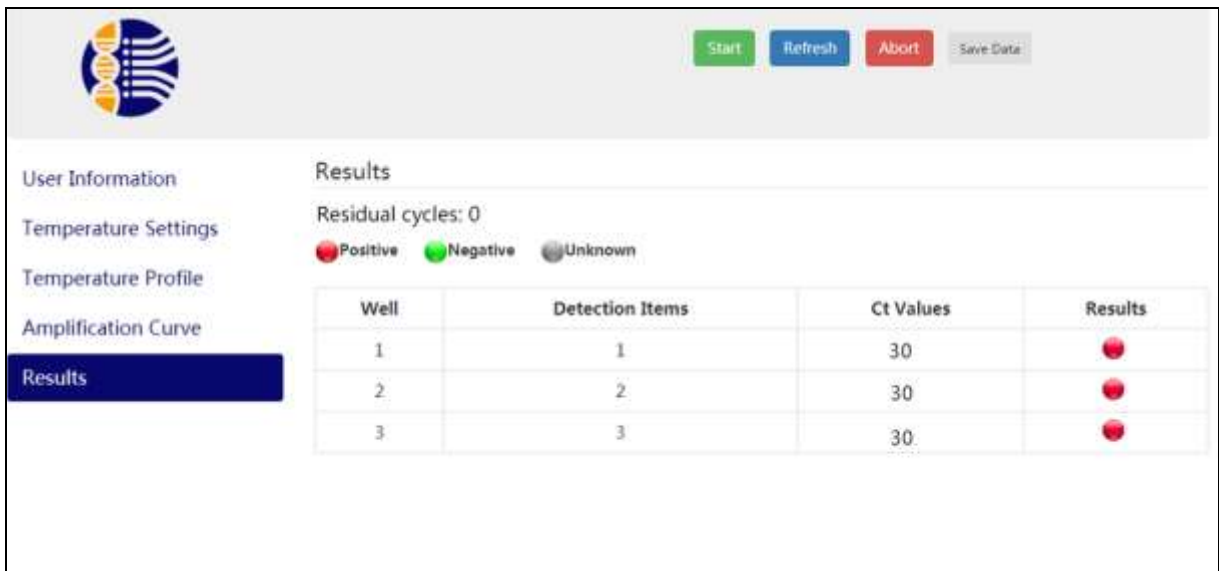 Start Refresh Abort Save Data
User Information
Temperature Settings
Temperature Profile
Amplification Curve
Results
Results
Residual cycles: 0
Positive Negative Unknown
Well Detection Items Ct Values Results
1 1 30
2 2 30
3 3 30